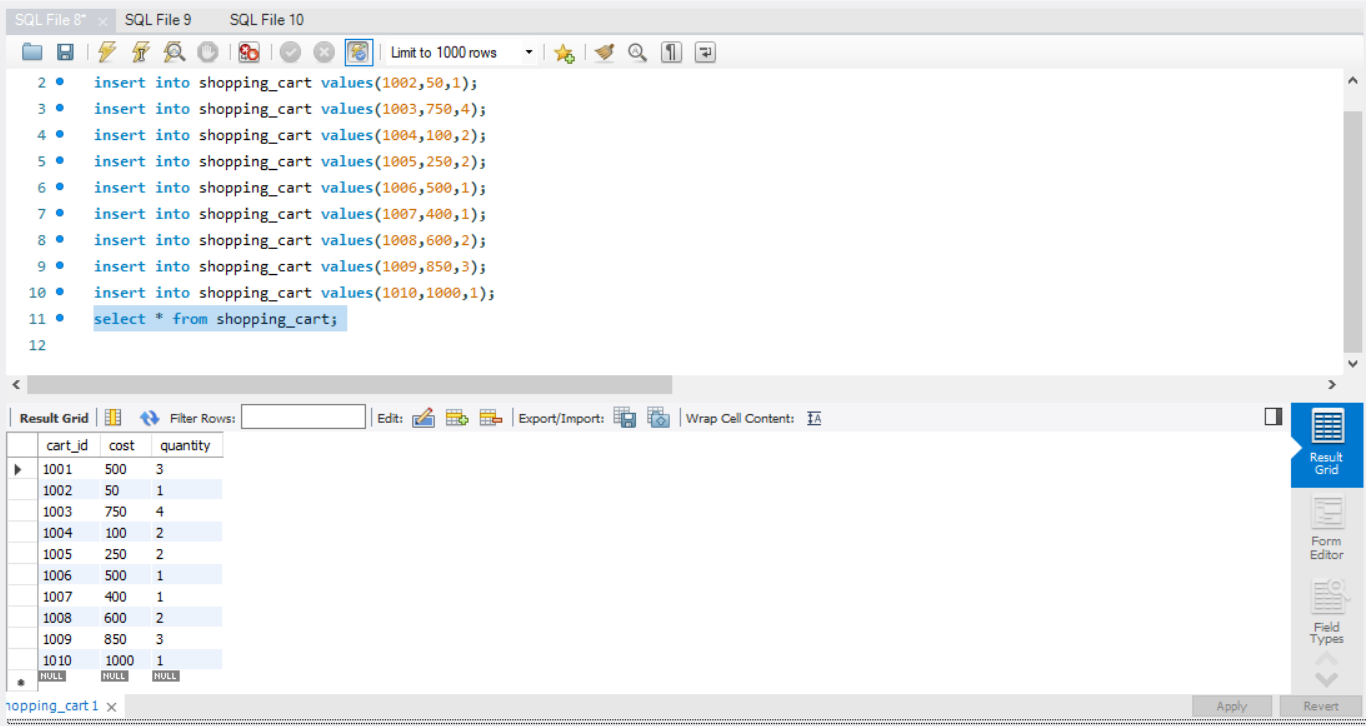 SQL File 8* SQL File 9 SQL File 10
Limit to 1000 rows
2 insert into shopping_cart values(1002,50,1);
3 insert into shopping_cart values(1003,750,4);
4 insert into shopping_cart values(1004,100,2);
5 insert into shopping_cart values(1005,250,2);
6 insert into shopping_cart values(1006,500,1);
7 insert into shopping_cart values(1007,400,1);
8 insert into shopping_cart values(1008,600,2);
9 insert into shopping_cart values(1009,850,3);
10 insert into shopping_cart values(1010,1000,1);
11 select * from shopping_cart;
12
Result Grid Filter Rows: Edit: Export/Import: Wrap Cell Content:
cart_id cost quantity
1001 500 3
1002 50 1
1003 750 4
1004 100 2
1005 250 2
1006 500 1
1007 400 1
1008 600 2
1009 850 3
1010 1000 1
NULL NULL NULL
Result
Grid
Form
Editor
Field
Types
hopping_cart 1 Apply Revert